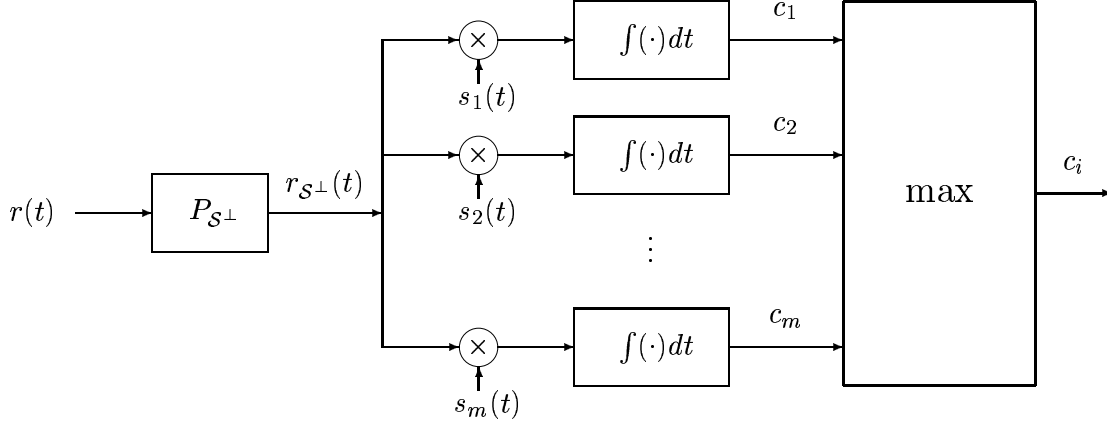 c_1
× ∫(·)dt
s_1(t)
c_2
× ∫(·)dt
s_2(t)
r(t) P_{𝒮^⊥} r_{𝒮^⊥}(t)
max c_i
⋮
c_m
× ∫(·)dt
s_m(t)